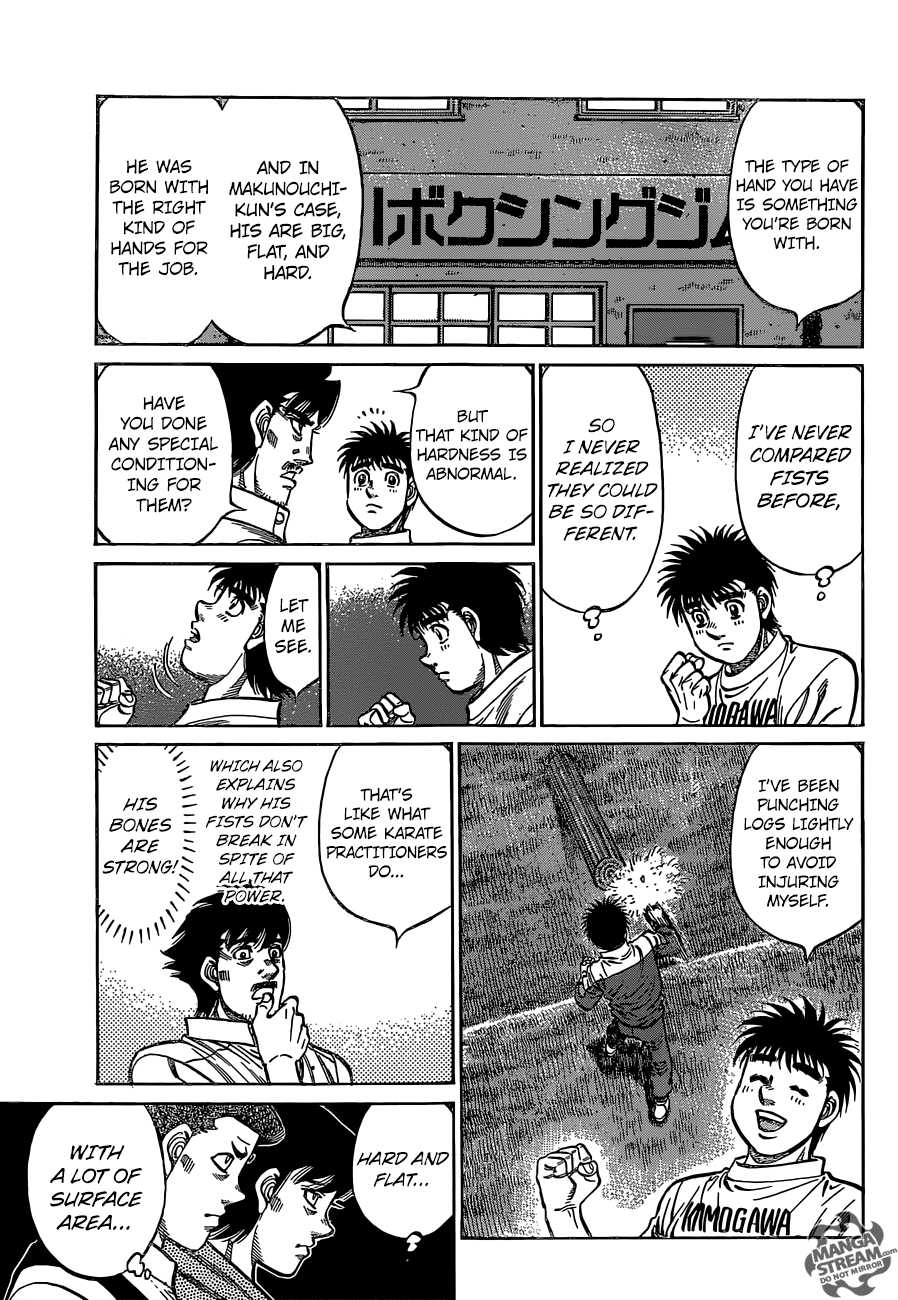 THE TYPE OF
HAND YOU HAVE
IS SOMETHING
YOU'RE BORN
WITH.
ボクシングジム
AND IN
MAKUNOUCHI-
KUN'S CASE,
HIS ARE BIG,
FLAT, AND
HARD.
HE WAS
BORN WITH
THE RIGHT
KIND OF
HANDS FOR
THE JOB.
I'VE NEVER
COMPARED
FISTS
BEFORE,
SO
I NEVER
REALIZED
THEY COULD
BE SO DIF-
FERENT.
BUT
THAT KIND OF
HARDNESS IS
ABNORMAL.
HAVE
YOU DONE
ANY SPECIAL
CONDITION-
ING FOR
THEM?
LET
ME
SEE.
I'VE BEEN
PUNCHING
LOGS LIGHTLY
ENOUGH
TO AVOID
INJURING
MYSELF.
KAMOGAWA
THAT'S
LIKE WHAT
SOME KARATE
PRACTITIONERS
DO...
WHICH ALSO
EXPLAINS
WHY HIS
FISTS DON'T
BREAK IN
SPITE OF
ALL THAT
POWER.
HIS
BONES
ARE
STRONG!
HARD AND
FLAT...
WITH
A LOT OF
SURFACE
AREA...
MANGA
STREAM.com
DO NOT MIRROR!